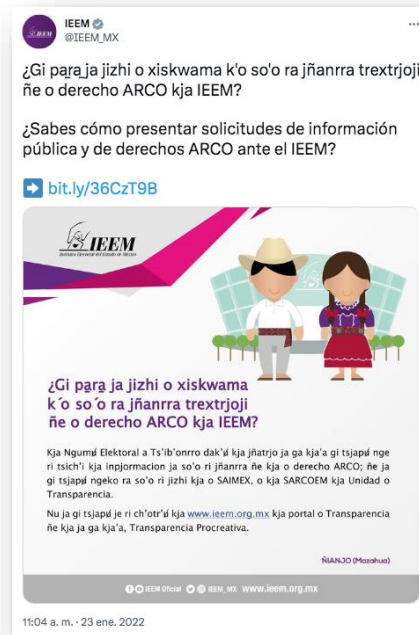 IEEM
@IEEM_MX
¿Gi para̱ ja jizhi o xiskwama k'o so'o ra jñanrra trextrjoji
ñe o derecho ARCO kja IEEM?
¿Sabes cómo presentar solicitudes de información
pública y de derechos ARCO ante el IEEM?
bit.ly/36CzT9B
IEEM
Instituto Electoral del Estado de México
¿Gi para̱ ja jizhi o xiskwama
k´o so´o ra jñanrra trextrjoji
ñe o derecho ARCO kja IEEM?
Kja Ngumʉ̱ Elektoral a Ts'ib'onrro dak'ʉ̱ kja jñatrjo ja ga kja'a gi tsjapʉ̱ nge
ri tsich'i kja inpjormacion ja so'o ri jñanrra ñe kja o derecho ARCO; ñe ja
gi tsjapʉ̱ ngeko ra so'o ri jizhi kja o SAIMEX, o kja SARCOEM kja Unidad o
Transparencia.
Nu ja gi tsjapʉ̱ je ri ch'otr'ʉ̱ kja www.ieem.org.mx kja portal o Transparencia
ñe kja ja ga kja'a, Transparencia Procreativa.
ÑIANJO (Mazahua)
IEEM Oficial IEEM_MX www.ieem.org.mx
11:04 a. m. · 23 ene. 2022